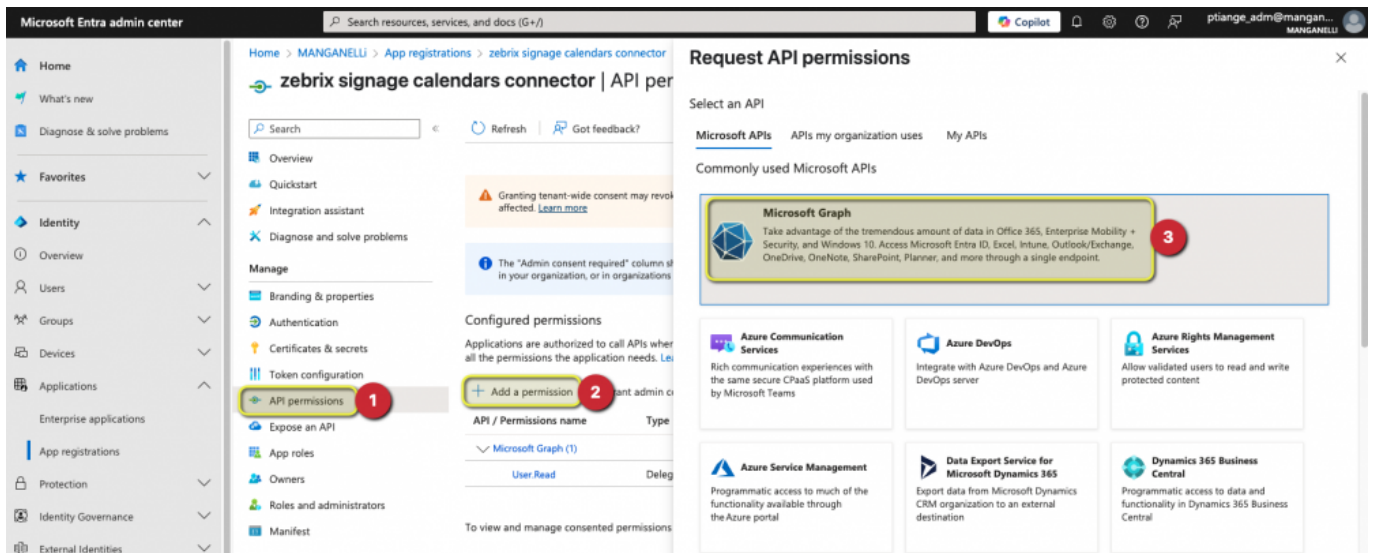 Microsoft Entra admin center
Search resources, services, and docs (G+/)
Copilot
ptiange_adm@mangan...
MANGANELLI
Home
What's new
Diagnose & solve problems
Favorites
Identity
Overview
Users
Groups
Devices
Applications
Enterprise applications
App registrations
Protection
Identity Governance
External Identities
Home > MANGANELLi > App registrations > zebrix signage calendars connector
zebrix signage calendars connector | API per
Search
«
Overview
Quickstart
Integration assistant
Diagnose and solve problems
Manage
Branding & properties
Authentication
Certificates & secrets
Token configuration
API permissions
1
Expose an API
App roles
Owners
Roles and administrators
Manifest
Refresh
Got feedback?
Granting tenant-wide consent may revok
affected. Learn more
The "Admin consent required" column sh
in your organization, or in organizations
Configured permissions
Applications are authorized to call APIs when
all the permissions the application needs. Lea
+ Add a permission
2
ant admin co
API / Permissions name Type
Microsoft Graph (1)
User.Read Deleg
To view and manage consented permissions
Request API permissions
Select an API
Microsoft APIs
APIs my organization uses
My APIs
Commonly used Microsoft APIs
Microsoft Graph
Take advantage of the tremendous amount of data in Office 365, Enterprise Mobility +
Security, and Windows 10. Access Microsoft Entra ID, Excel, Intune, Outlook/Exchange,
OneDrive, OneNote, SharePoint, Planner, and more through a single endpoint.
3
Azure Communication
Services
Rich communication experiences with
the same secure CPaaS platform used
by Microsoft Teams
Azure DevOps
Integrate with Azure DevOps and Azure
DevOps server
Azure Rights Management
Services
Allow validated users to read and write
protected content
Azure Service Management
Programmatic access to much of the
functionality available through
the Azure portal
Data Export Service for
Microsoft Dynamics 365
Export data from Microsoft Dynamics
CRM organization to an external
destination
Dynamics 365 Business
Central
Programmatic access to data and
functionality in Dynamics 365 Business
Central